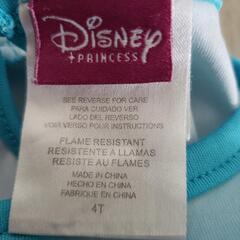 Disney
PRINCESS
SEE REVERSE FOR CARE
PARA CUIDADO VER
LADO DEL REVERSO
VOIR VERSO POUR INSTRUCTIONS
FLAME RESISTANT
RESISTENTE A LLAMAS
RESISTE AU FLAMES
MADE IN CHINA
HECHO EN CHINA
FABRIQUE EN CHINA
4T